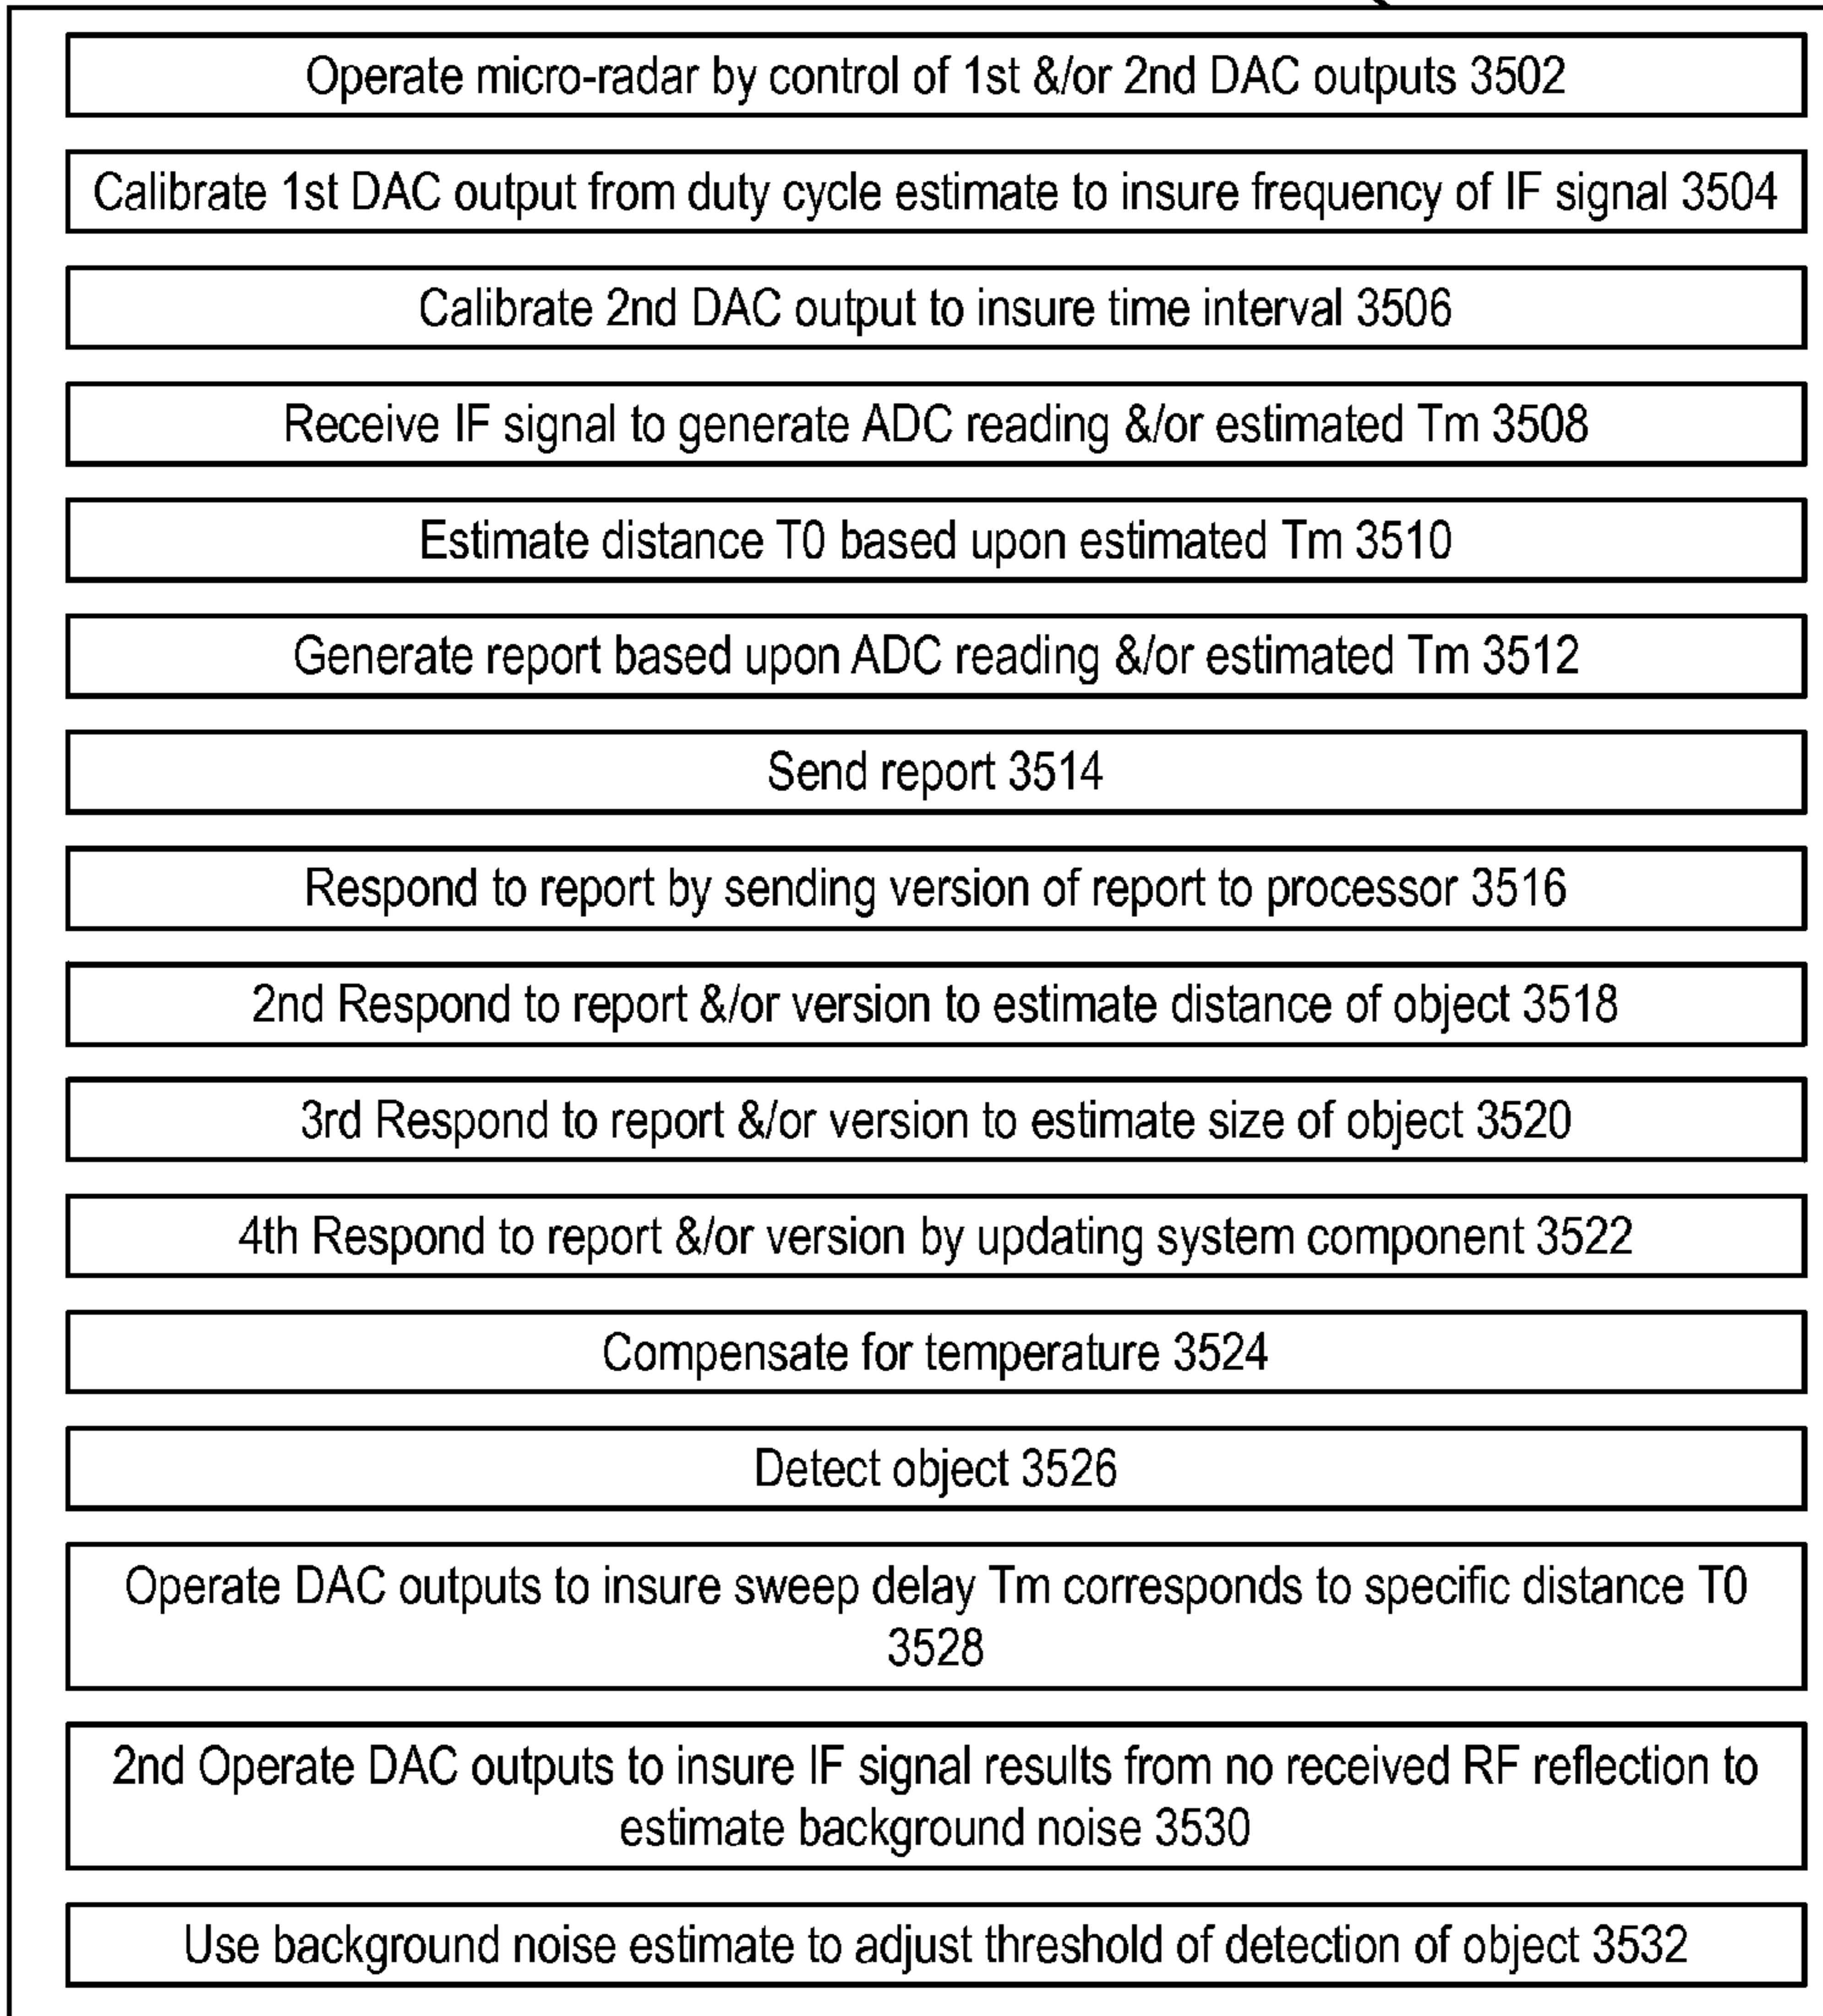 Operate micro-radar by control of 1st &/or 2nd DAC outputs 3502
Calibrate 1st DAC output from duty cycle estimate to insure frequency of IF signal 3504
Calibrate 2nd DAC output to insure time interval 3506
Receive IF signal to generate ADC reading &/or estimated Tm 3508
Estimate distance T0 based upon estimated Tm 3510
Generate report based upon ADC reading &/or estimated Tm 3512
Send report 3514
Respond to report by sending version of report to processor 3516
2nd Respond to report &/or version to estimate distance of object 3518
3rd Respond to report &/or version to estimate size of object 3520
4th Respond to report &/or version by updating system component 3522
Compensate for temperature 3524
Detect object 3526
Operate DAC outputs to insure sweep delay Tm corresponds to specific distance T0
3528
2nd Operate DAC outputs to insure IF signal results from no received RF reflection to
estimate background noise 3530
Use background noise estimate to adjust threshold of detection of object 3532